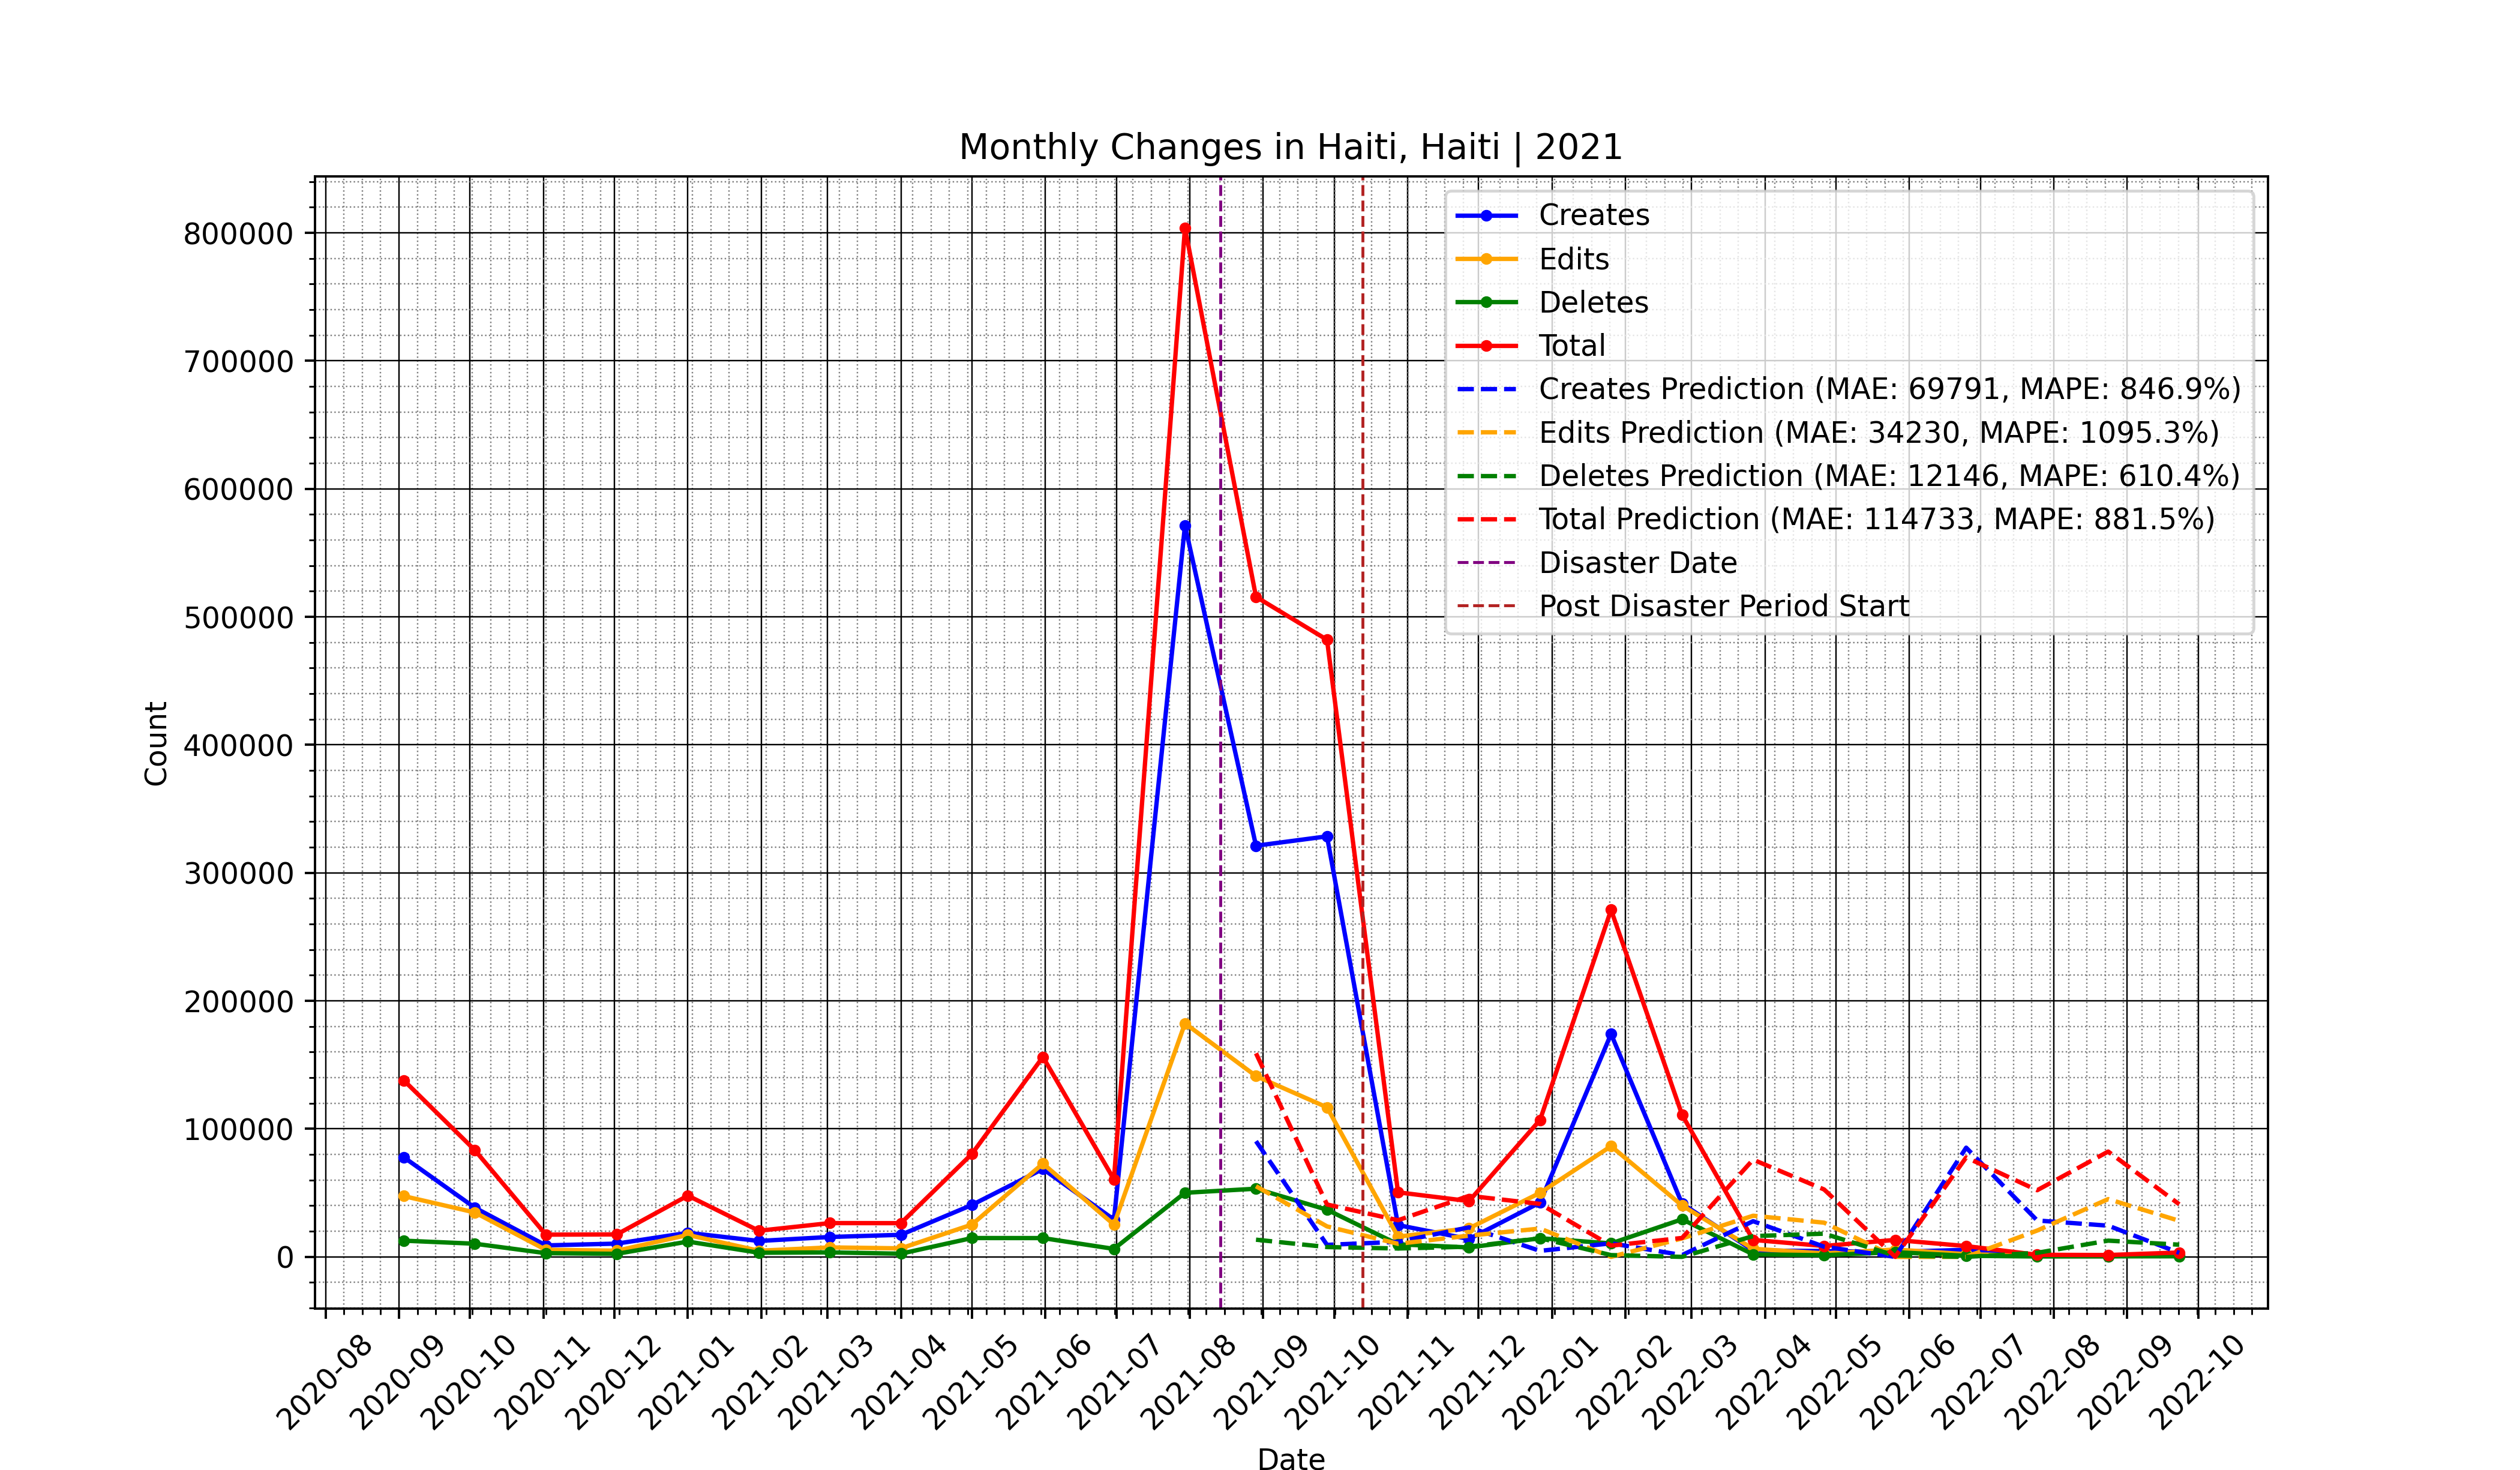 Monthly Changes in Haiti, Haiti | 2021
Creates
Edits
Deletes
Total
Creates Prediction (MAE: 69791, MAPE: 846.9%)
Edits Prediction (MAE: 34230, MAPE: 1095.3%)
Deletes Prediction (MAE: 12146, MAPE: 610.4%)
Total Prediction (MAE: 114733, MAPE: 881.5%)
Disaster Date
Post Disaster Period Start
Count
800000
700000
600000
500000
400000
300000
200000
100000
0
2020-08
2020-09
2020-10
2020-11
2020-12
2021-01
2021-02
2021-03
2021-04
2021-05
2021-06
2021-07
2021-08
2021-09
2021-10
2021-11
2021-12
2022-01
2022-02
2022-03
2022-04
2022-05
2022-06
2022-07
2022-08
2022-09
2022-10
Date